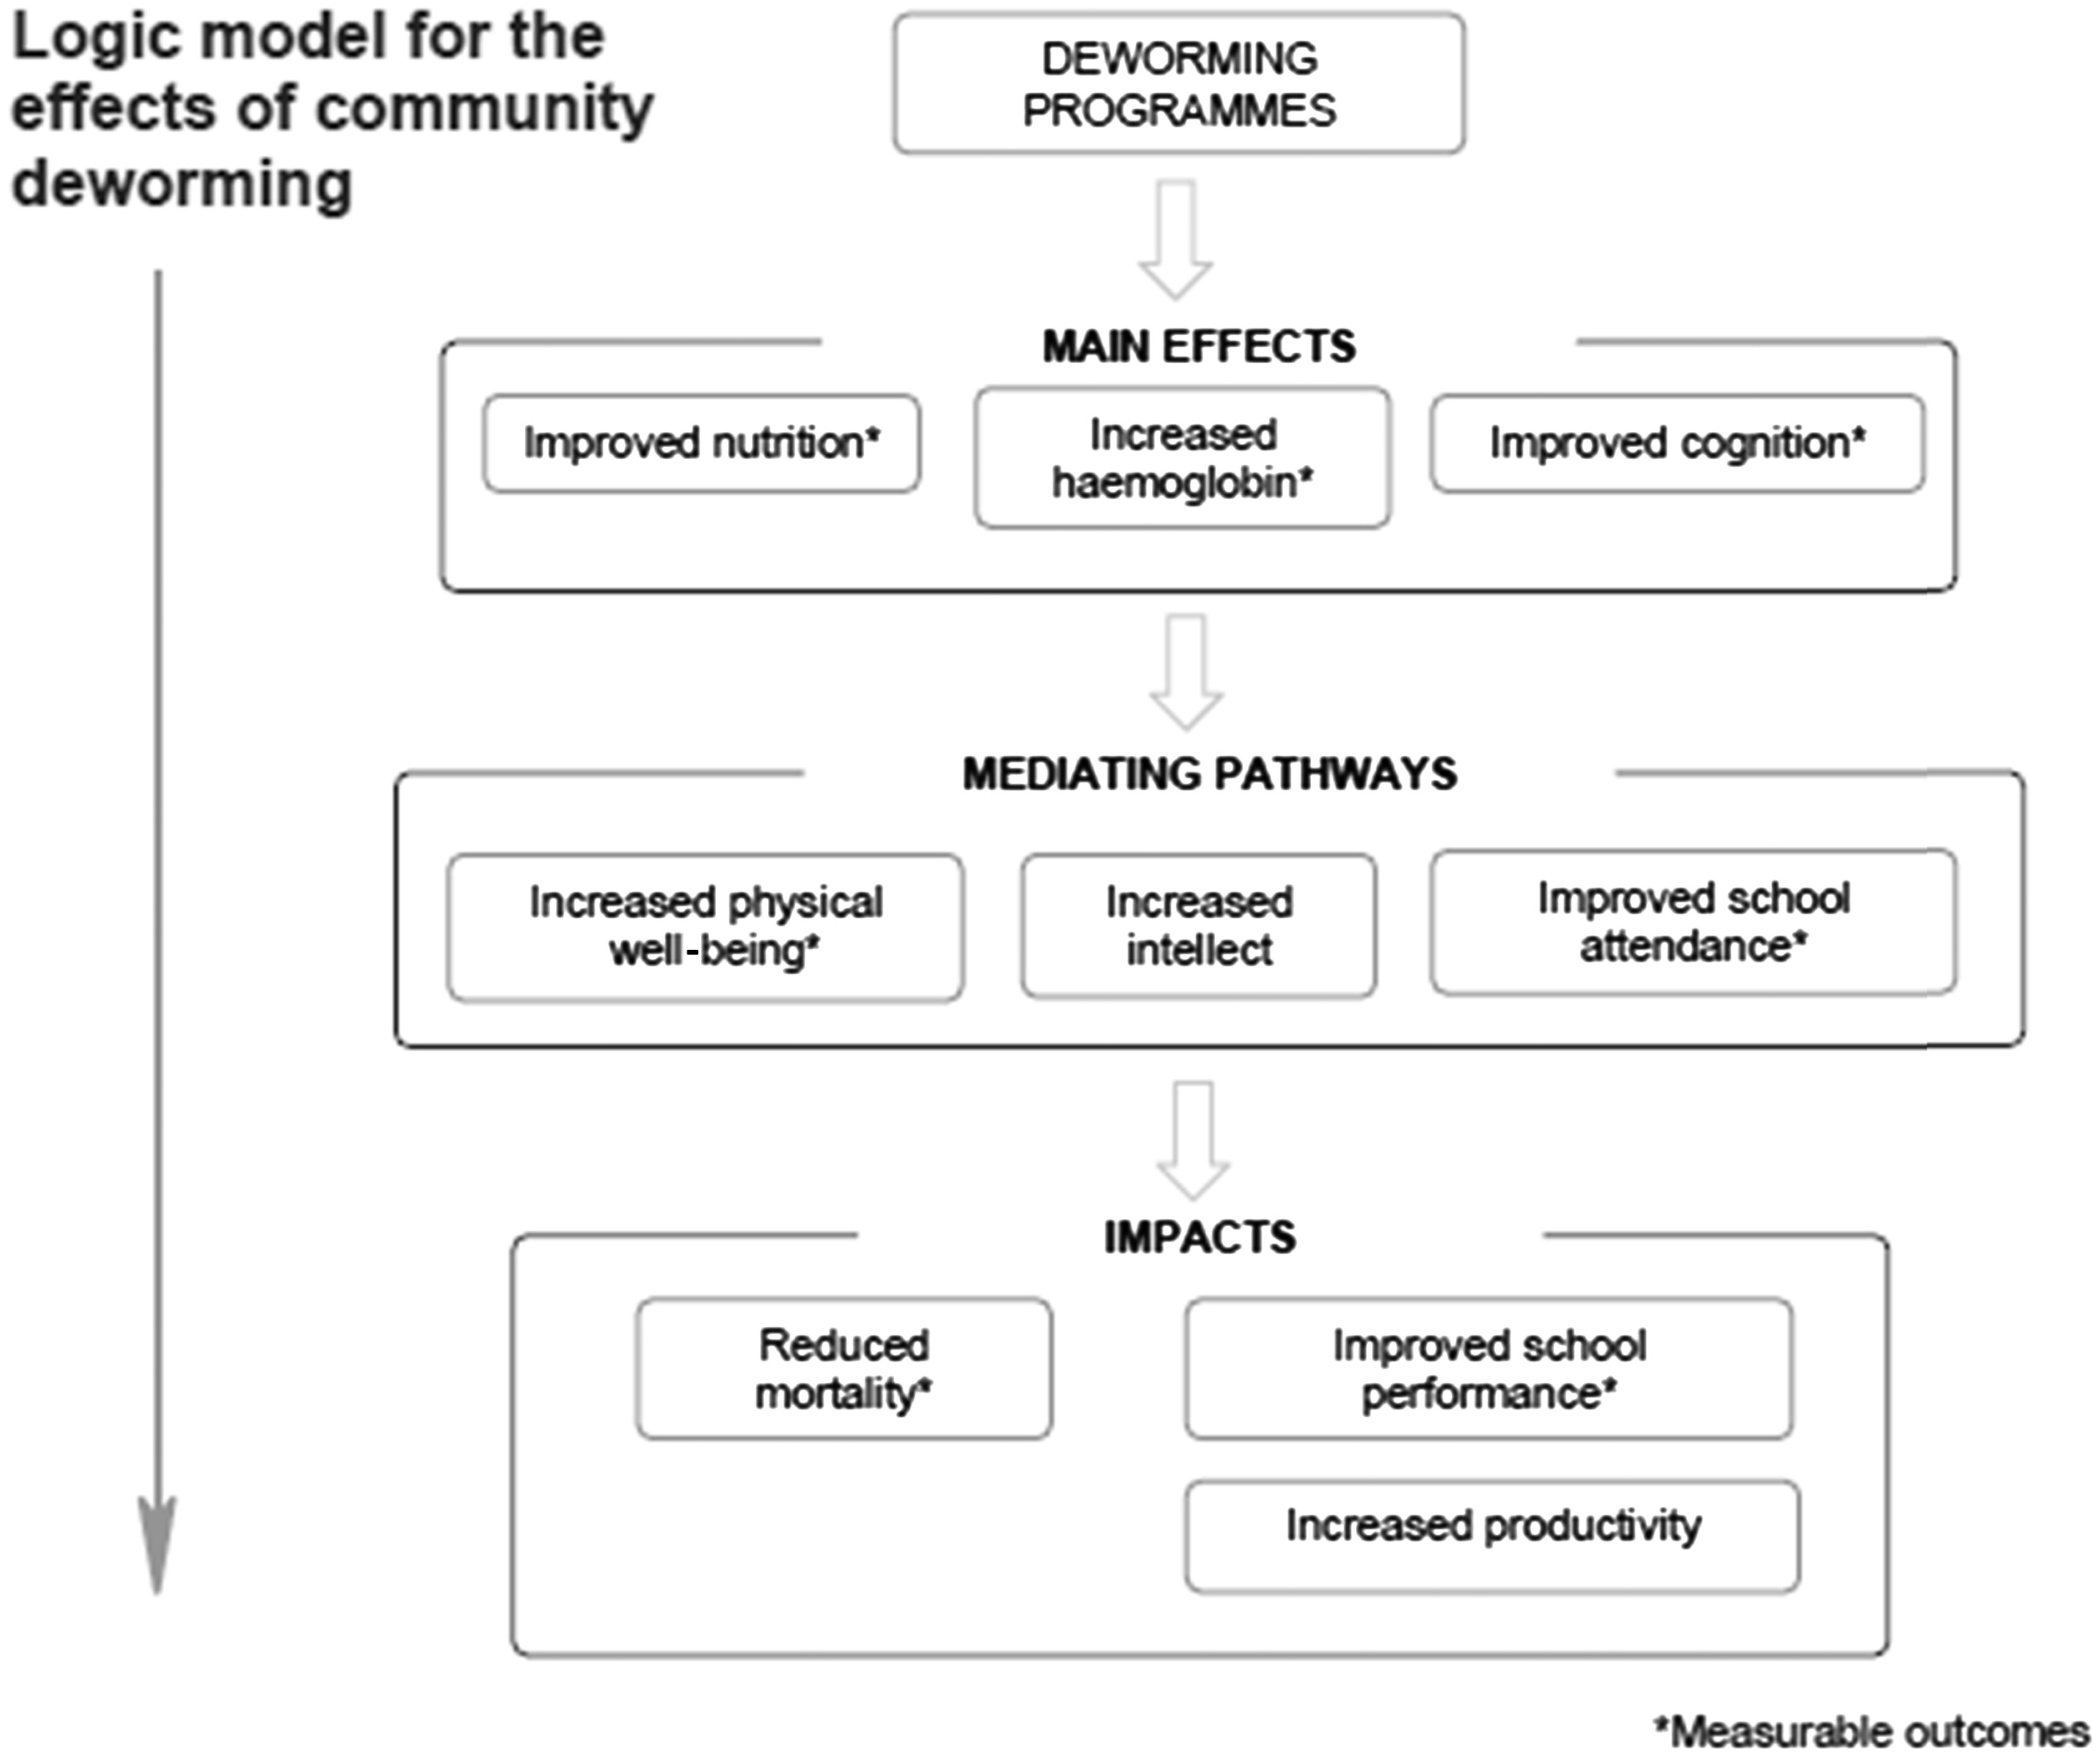 Logic model for the
effects of community
deworming
DEWORMING
PROGRAMMES
MAIN EFFECTS
Improved nutrition*
Increased
haemoglobin*
Improved cognition*
MEDIATING PATHWAYS
Increased physical
well-being*
Increased
intellect
Improved school
attendance*
IMPACTS
Reduced
mortality*
Improved school
performance*
Increased productivity
*Measurable outcomes